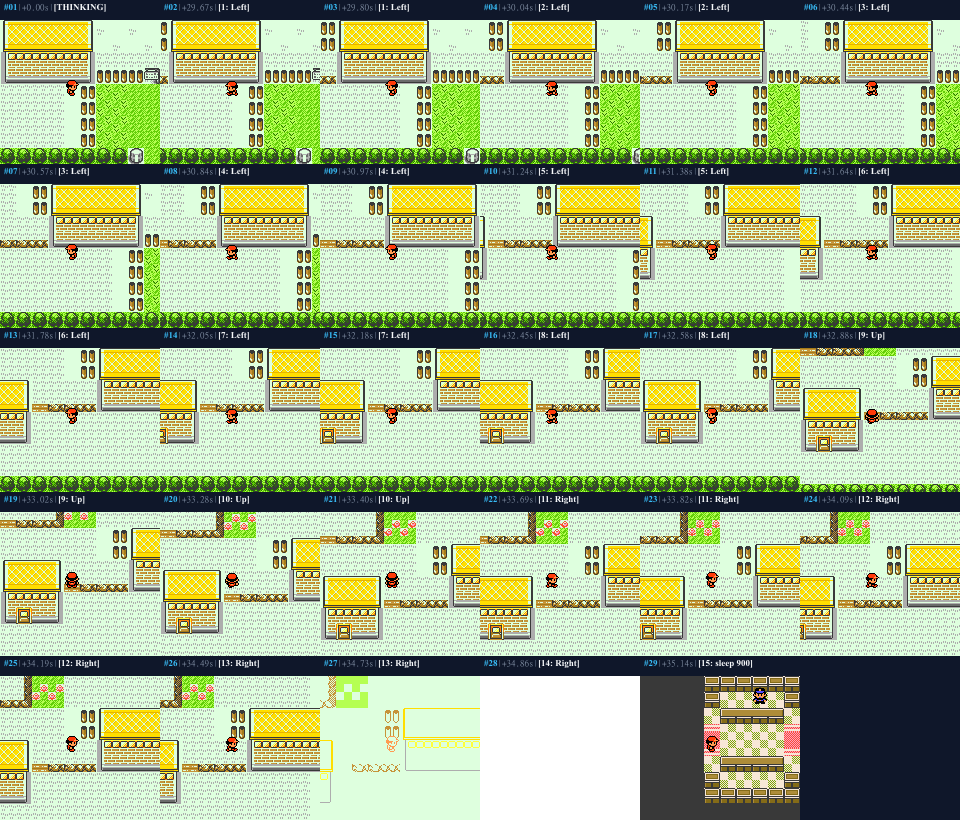 #01|+0.00s|[THINKING]
#02|+29.67s|[1: Left]
#03|+29.80s|[1: Left]
#04|+30.04s|[2: Left]
#05|+30.17s|[2: Left]
#06|+30.44s|[3: Left]
#07|+30.57s|[3: Left]
#08|+30.84s|[4: Left]
#09|+30.97s|[4: Left]
#10|+31.24s|[5: Left]
#11|+31.38s|[5: Left]
#12|+31.64s|[6: Left]
#13|+31.78s|[6: Left]
#14|+32.05s|[7: Left]
#15|+32.18s|[7: Left]
#16|+32.45s|[8: Left]
#17|+32.58s|[8: Left]
#18|+32.88s|[9: Up]
#19|+33.02s|[9: Up]
#20|+33.28s|[10: Up]
#21|+33.40s|[10: Up]
#22|+33.69s|[11: Right]
#23|+33.82s|[11: Right]
#24|+34.09s|[12: Right]
#25|+34.19s|[12: Right]
#26|+34.49s|[13: Right]
#27|+34.73s|[13: Right]
#28|+34.86s|[14: Right]
#29|+35.14s|[15: sleep 900]